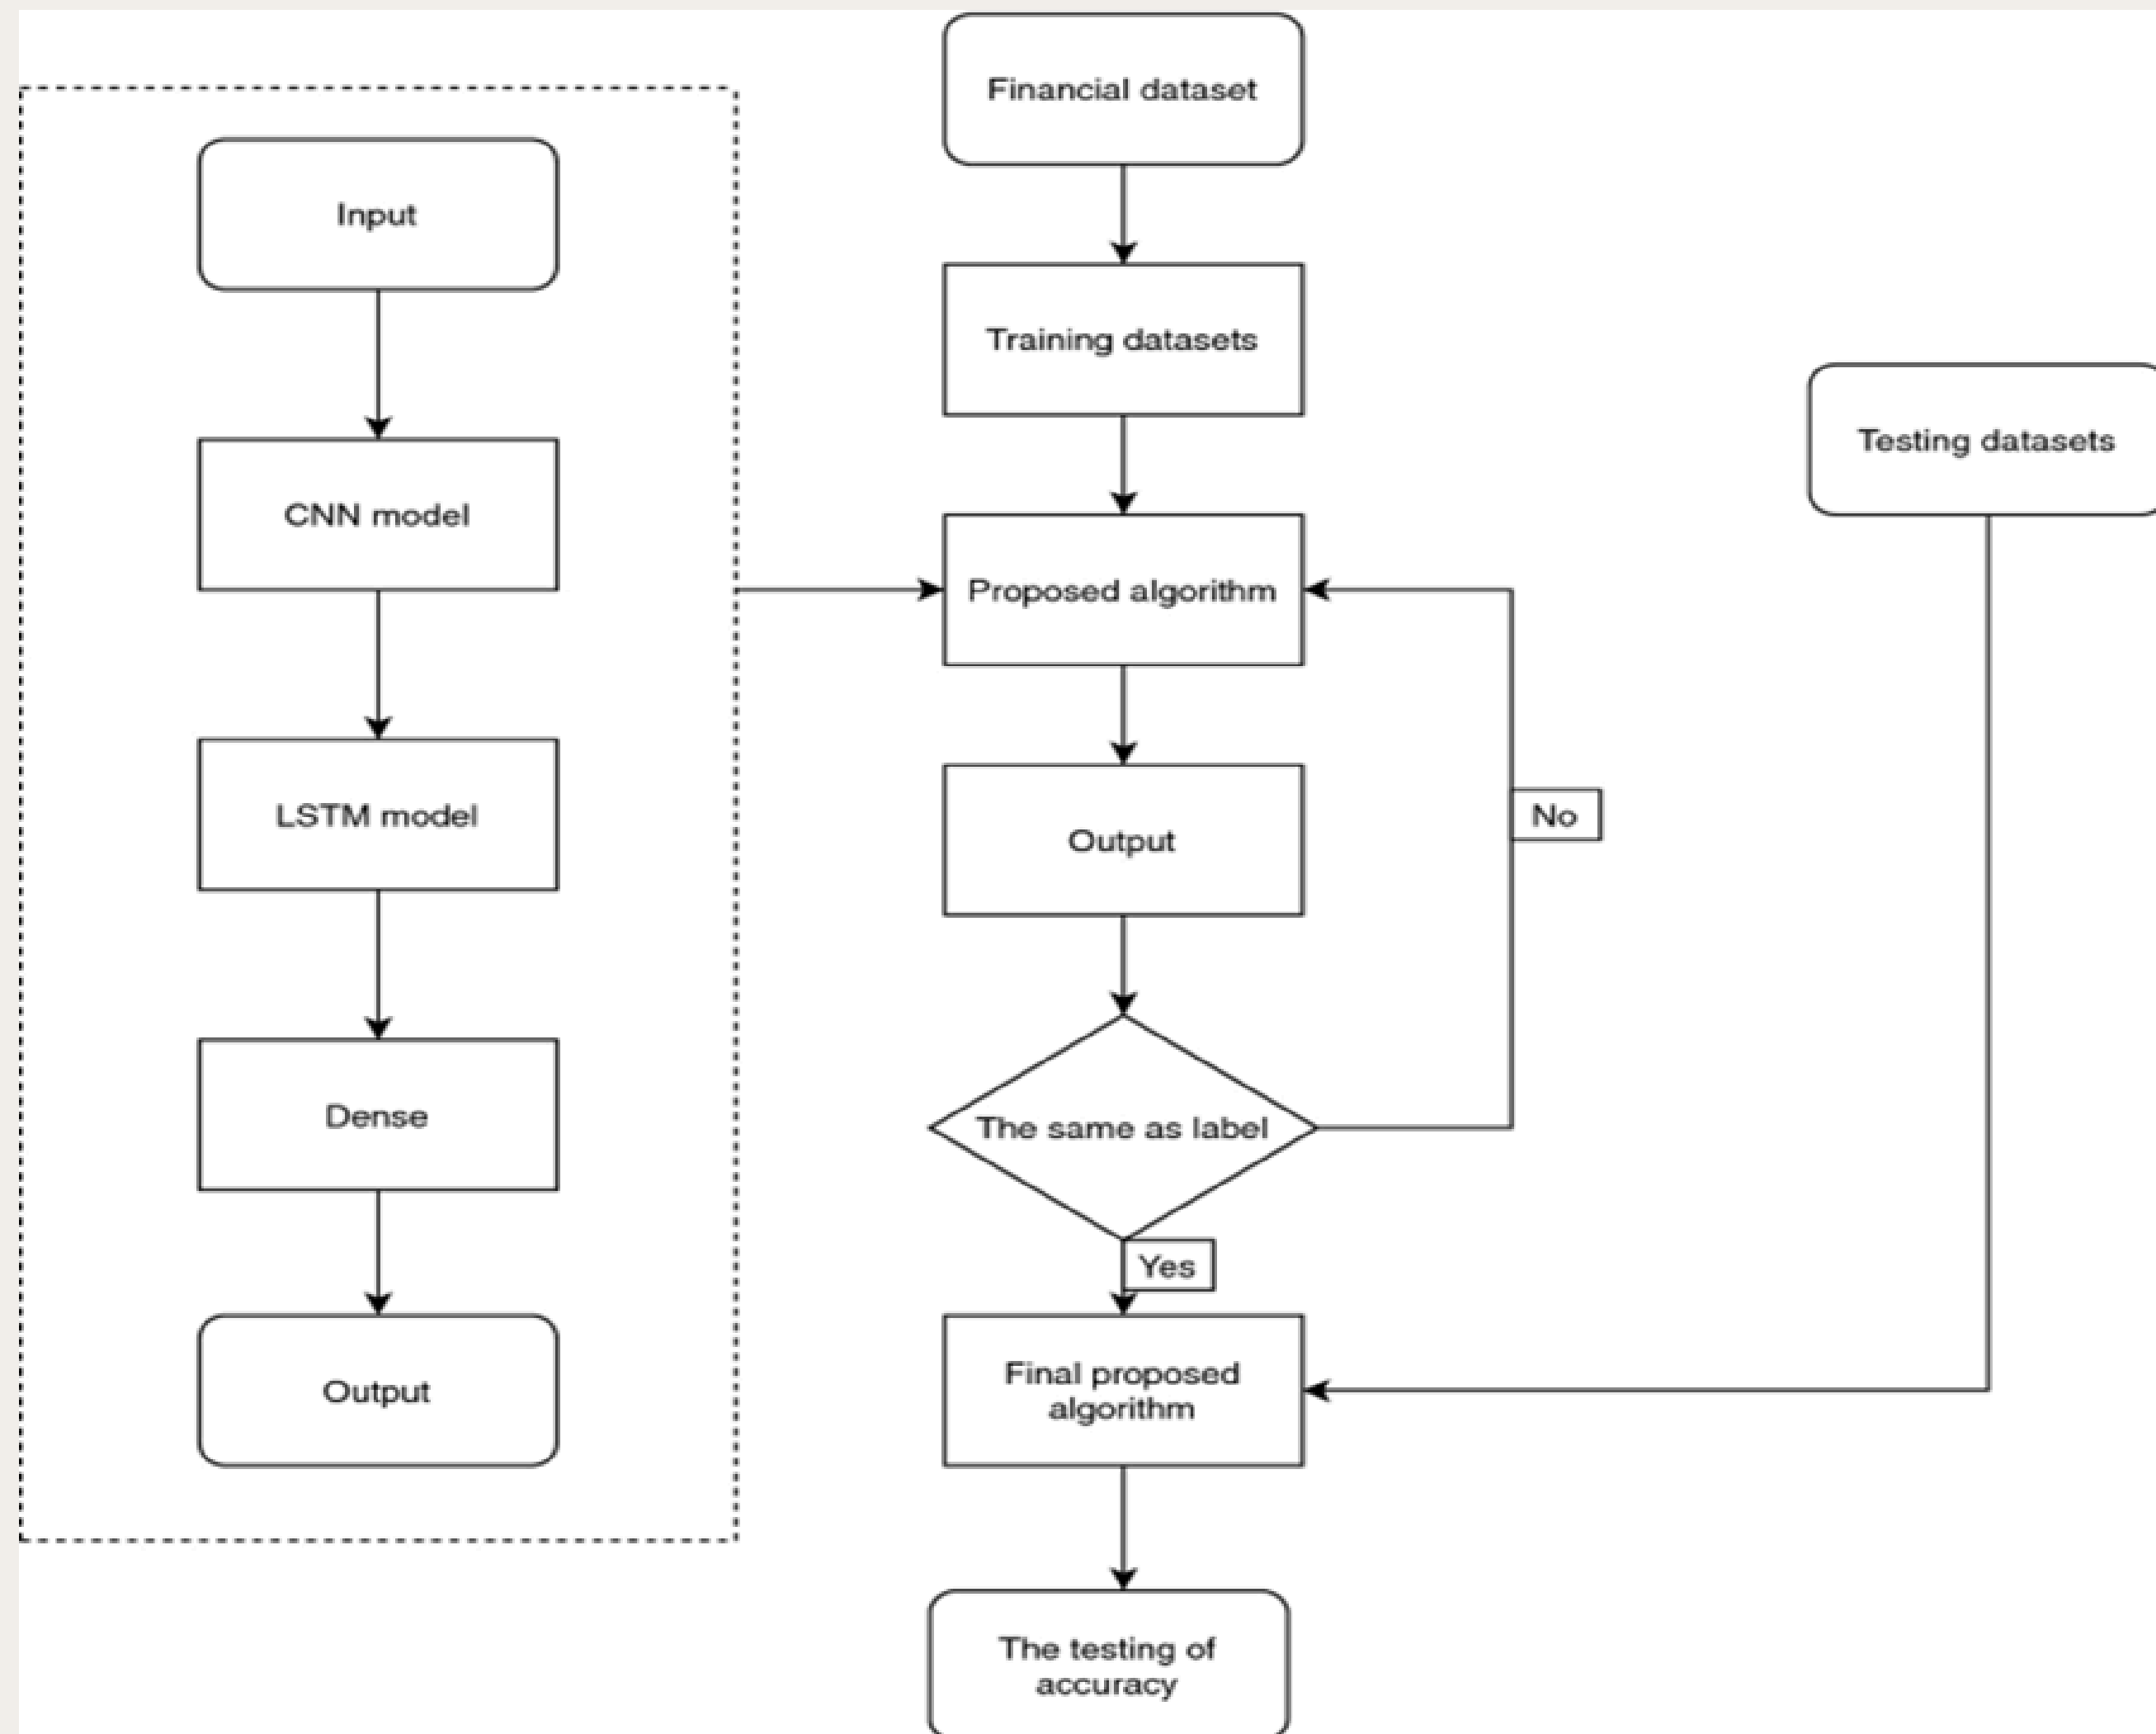 Input
CNN model
LSTM model
Dense
Output
Financial dataset
Training datasets
Proposed algorithm
Output
The same as label
No
Yes
Final proposed
algorithm
The testing of
accuracy
Testing datasets